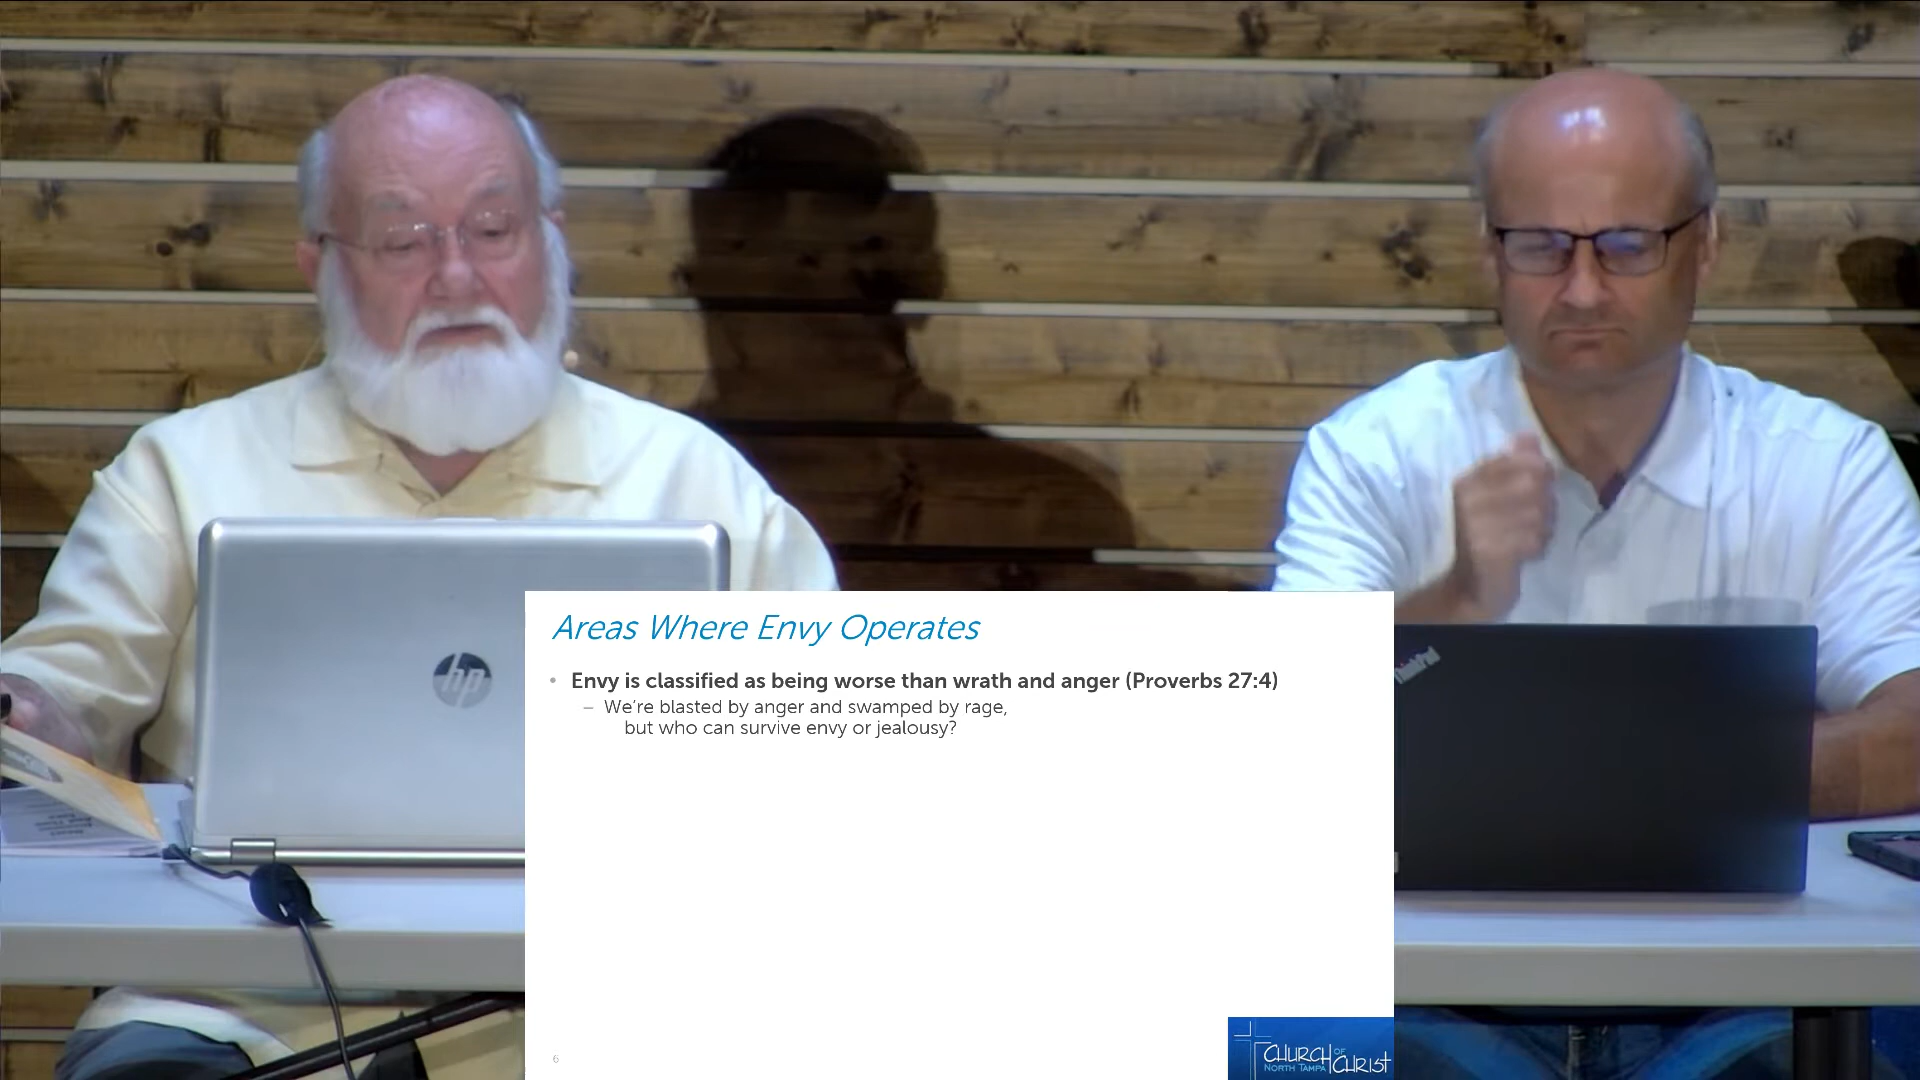 hp
Areas Where Envy Operates
• Envy is classified as being worse than wrath and anger (Proverbs 27:4)
– We're blasted by anger and swamped by rage,
but who can survive envy or jealousy?
ThinkPad
6
CHURCH OF CHRIST
NORTH TAMPA